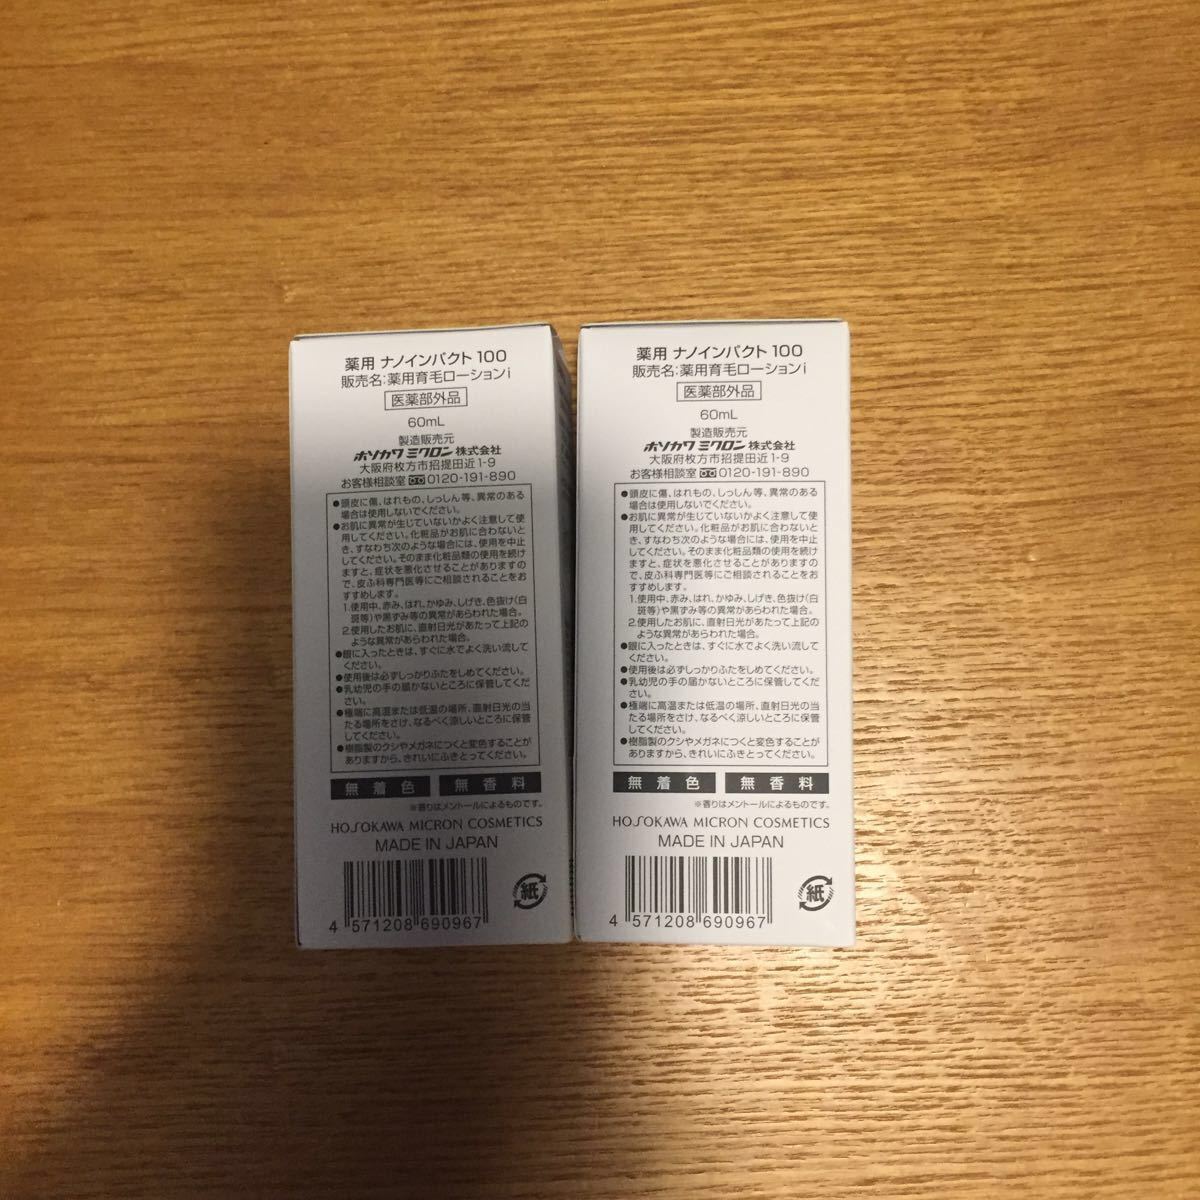 薬用 ナノインパクト 100
販売名:薬用育毛ローションi
医薬部外品
60mL
製造販売元
ホソカワミクロン株式会社
大阪府枚方市招提田近1-9
お客様相談室 0120-191-890
●頭皮に傷、はれもの、しっしん等、異常のある
場合は使用しないでください。
●お肌に異常が生じていないかよく注意して使
用してください。化粧品がお肌に合わないと
き、すなわち次のような場合には、使用を中止
してください。そのまま化粧品類の使用を続け
ますと、症状を悪化させることがありますの
で、皮ふ科専門医等にご相談されることをお
すすめします。
1.使用中、赤み、はれ、かゆみ、しげき、色抜け(白
斑等)や黒ずみ等の異常があらわれた場合。
2.使用したお肌に、直射日光があたって上記の
ような異常があらわれた場合。
●眼に入ったときは、すぐに水でよく洗い流して
ください。
●使用後は必ずしっかりふたをしめてください。
●乳幼児の手の届かないところに保管してくだ
さい。
●極端に高温または低温の場所、直射日光の当
たる場所をさけ、なるべく涼しいところに保管
してください。
●樹脂製のクシやメガネにつくと変色することが
ありますから、きれいにふきとってください。
無着色 無香料
※香りはメントールによるものです。
HOSOKAWA MICRON COSMETICS
MADE IN JAPAN
紙
4 571208 690967
薬用 ナノインパクト 100
販売名:薬用育毛ローションi
医薬部外品
60mL
製造販売元
ホソカワミクロン株式会社
大阪府枚方市招提田近1-9
お客様相談室 0120-191-890
●頭皮に傷、はれもの、しっしん等、異常のある
場合は使用しないでください。
●お肌に異常が生じていないかよく注意して使
用してください。化粧品がお肌に合わないと
き、すなわち次のような場合には、使用を中止
してください。そのまま化粧品類の使用を続け
ますと、症状を悪化させることがありますの
で、皮ふ科専門医等にご相談されることをお
すすめします。
1.使用中、赤み、はれ、かゆみ、しげき、色抜け(白
斑等)や黒ずみ等の異常があらわれた場合。
2.使用したお肌に、直射日光があたって上記の
ような異常があらわれた場合。
●眼に入ったときは、すぐに水でよく洗い流して
ください。
●使用後は必ずしっかりふたをしめてください。
●乳幼児の手の届かないところに保管してくだ
さい。
●極端に高温または低温の場所、直射日光の当
たる場所をさけ、なるべく涼しいところに保管
してください。
●樹脂製のクシやメガネにつくと変色することが
ありますから、きれいにふきとってください。
無着色 無香料
※香りはメントールによるものです。
HOSOKAWA MICRON COSMETICS
MADE IN JAPAN
紙
4 571208 690967